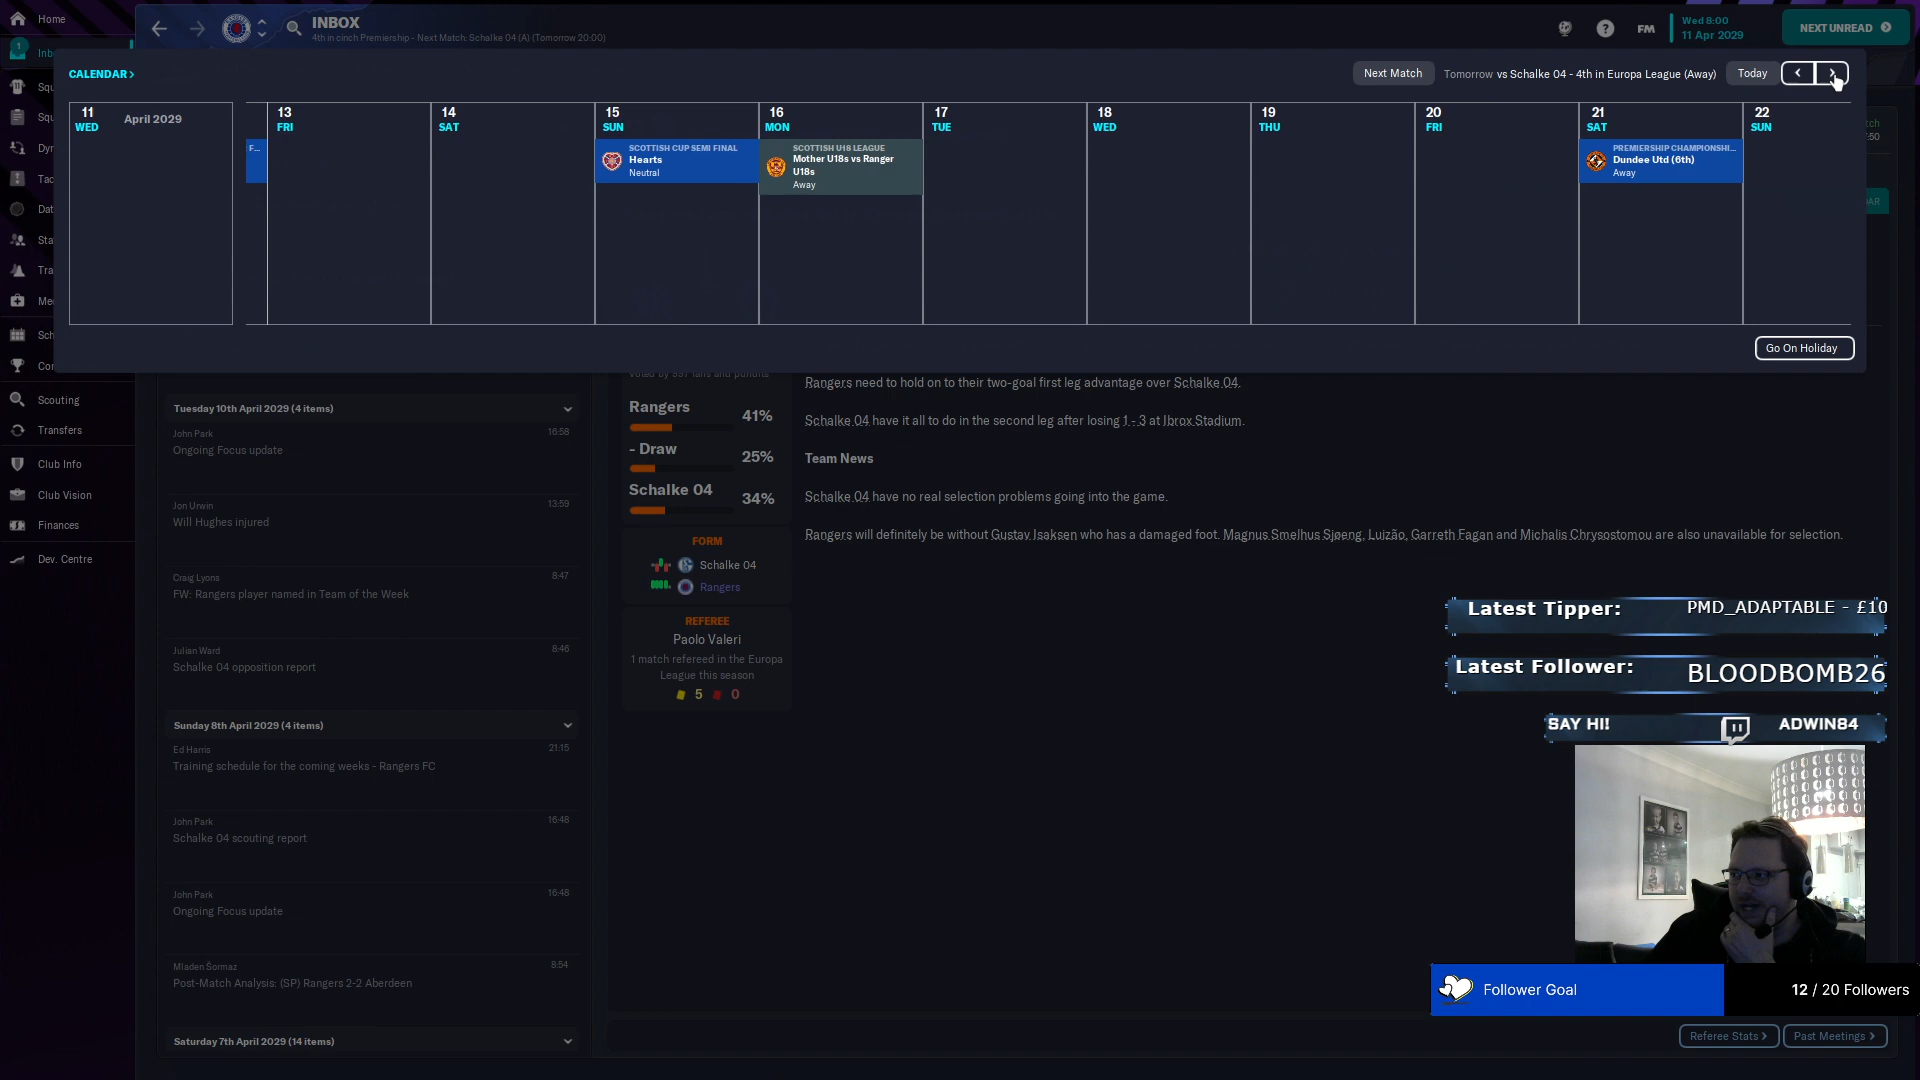 Home
INBOX
4th in cinch Premiership - Next Match: Schalke 04 (A) (Tomorrow 20:00)
FM
Wed 8:00
11 Apr 2029
NEXT UNREAD
1
CALENDAR >
Next Match
Tomorrow vs Schalke 04 - 4th in Europa League (Away)
Today
11
WED
April 2029
13
FRI
14
SAT
15
SUN
16
MON
17
TUE
18
WED
19
THU
20
FRI
21
SAT
22
SUN
F...
SCOTTISH CUP SEMI FINAL
Hearts
Neutral
SCOTTISH U18 LEAGUE
Mother U18s vs Ranger
U18s
Away
PREMIERSHIP CHAMPIONSHI...
Dundee Utd (6th)
Away
Go On Holiday
Scouting
Transfers
Club Info
Club Vision
Finances
Dev. Centre
Tuesday 10th April 2029 (4 items)
John Park
16:58
Ongoing Focus update
Jon Urwin
13:59
Will Hughes injured
Craig Lyons
8:47
FW: Rangers player named in Team of the Week
Julian Ward
8:46
Schalke 04 opposition report
Sunday 8th April 2029 (4 items)
Ed Harris
21:15
Training schedule for the coming weeks - Rangers FC
John Park
16:48
Schalke 04 scouting report
John Park
16:48
Ongoing Focus update
Mladen Šormaz
8:54
Post-Match Analysis: (SP) Rangers 2-2 Aberdeen
Saturday 7th April 2029 (14 items)
Rangers
41%
- Draw
25%
Schalke 04
34%
FORM
Schalke 04
Rangers
REFEREE
Paolo Valeri
1 match refereed in the Europa
League this season
5
0
Rangers need to hold on to their two-goal first leg advantage over Schalke 04.
Schalke 04 have it all to do in the second leg after losing 1 - 3 at Ibrox Stadium.
Team News
Schalke 04 have no real selection problems going into the game.
Rangers will definitely be without Gustav Isaksen who has a damaged foot. Magnus Smelhus Sjøeng, Luizão, Garreth Fagan and Michalis Chrysostomou are also unavailable for selection.
Latest Tipper:
PMD_ADAPTABLE - £10
Latest Follower:
BLOODBOMB26
SAY HI!
ADWIN84
Follower Goal
12 / 20 Followers
Referee Stats >
Past Meetings >